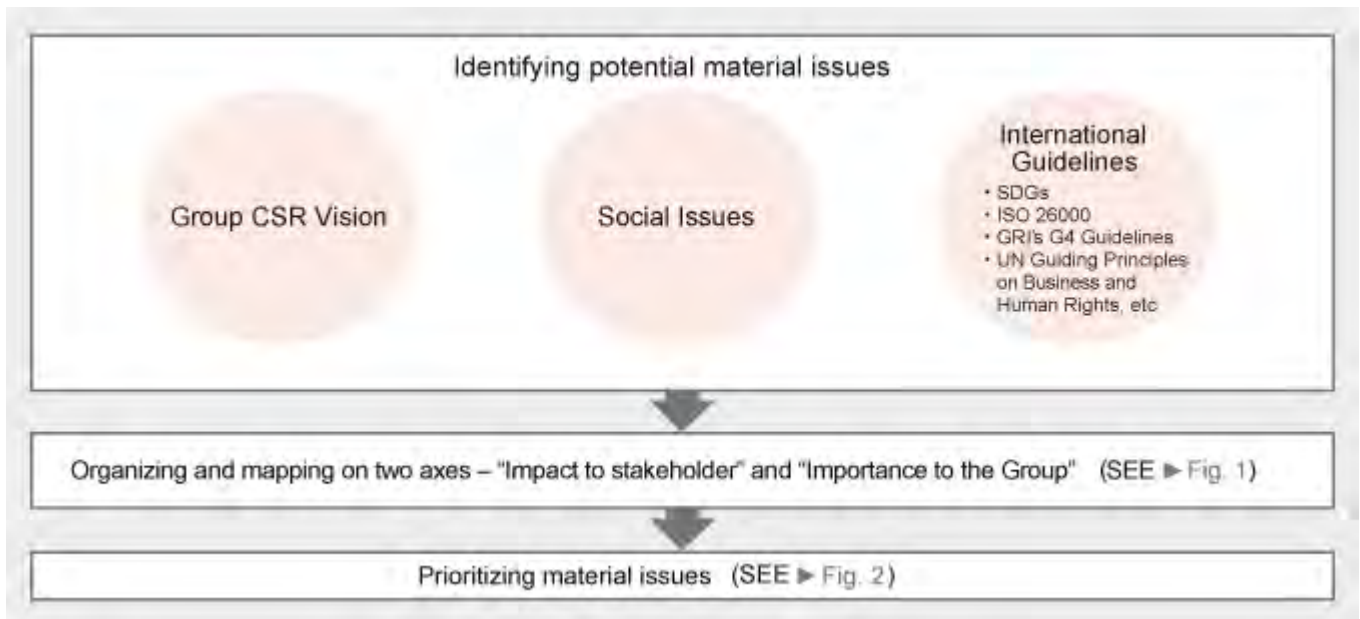 Identifying potential material issues
Group CSR Vision
Social Issues
International
Guidelines
・SDGs
・ISO 26000
・GRI's G4 Guidelines
・UN Guiding Principles
on Business and
Human Rights, etc
Organizing and mapping on two axes – “Impact to stakeholder” and “Importance to the Group” (SEE ▶ Fig. 1)
Prioritizing material issues (SEE ▶ Fig. 2)